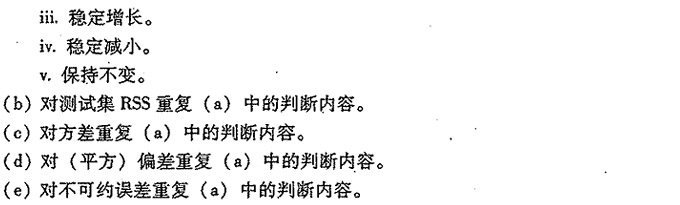 iii. 稳定增长。
iv. 稳定减小。
v. 保持不变。
(b) 对测试集 RSS 重复（a）中的判断内容。
(c) 对方差重复（a）中的判断内容。
(d) 对（平方）偏差重复（a）中的判断内容。
(e) 对不可约误差重复（a）中的判断内容。